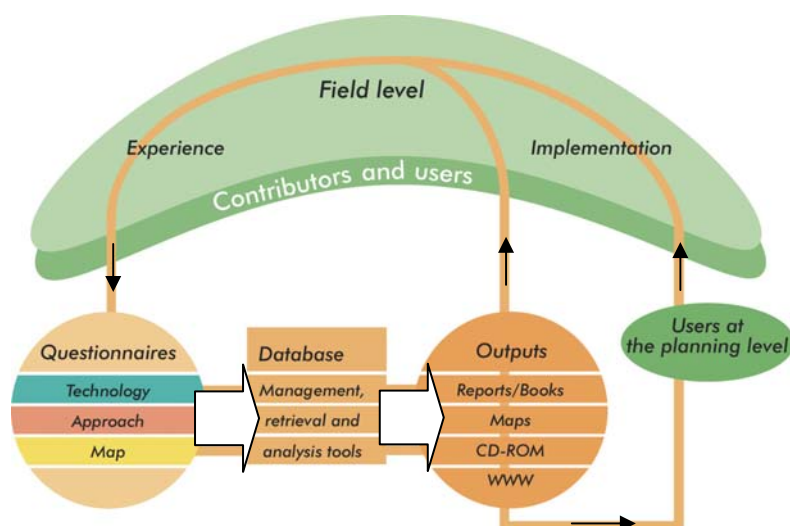 Field level
Experience
Implementation
Contributors and users
Questionnaires
Technology
Approach
Map
Database
Management,
retrieval and
analysis tools
Outputs
Reports/Books
Maps
CD-ROM
WWW
Users at
the planning level